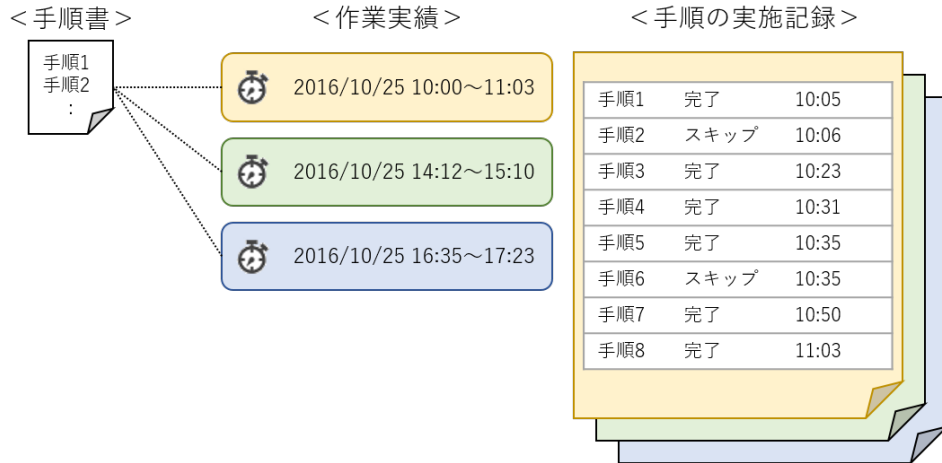 ＜手順書＞
手順1
手順2
：
＜作業実績＞
2016/10/25 10:00～11:03
2016/10/25 14:12～15:10
2016/10/25 16:35～17:23
＜手順の実施記録＞
手順1 完了 10:05
手順2 スキップ 10:06
手順3 完了 10:23
手順4 完了 10:31
手順5 完了 10:35
手順6 スキップ 10:35
手順7 完了 10:50
手順8 完了 11:03